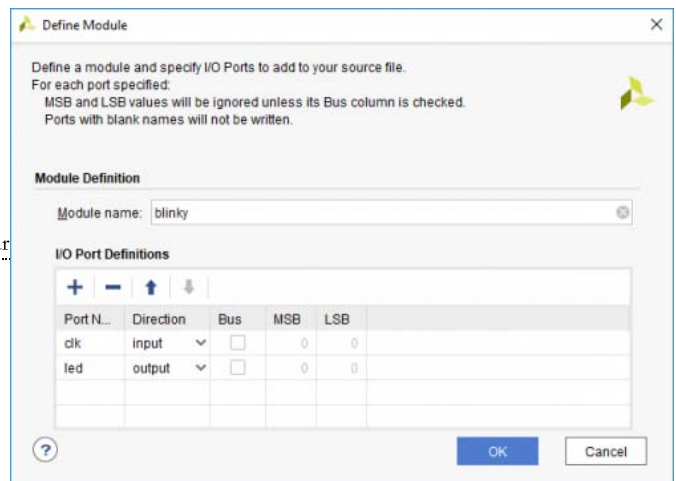 Define Module
Define a module and specify I/O Ports to add to your source file.
For each port specified:
MSB and LSB values will be ignored unless its Bus column is checked.
Ports with blank names will not be written.
Module Definition
Module name: blinky
I/O Port Definitions
Port N... Direction Bus MSB LSB
clk input 0 0
led output 0 0
? OK Cancel